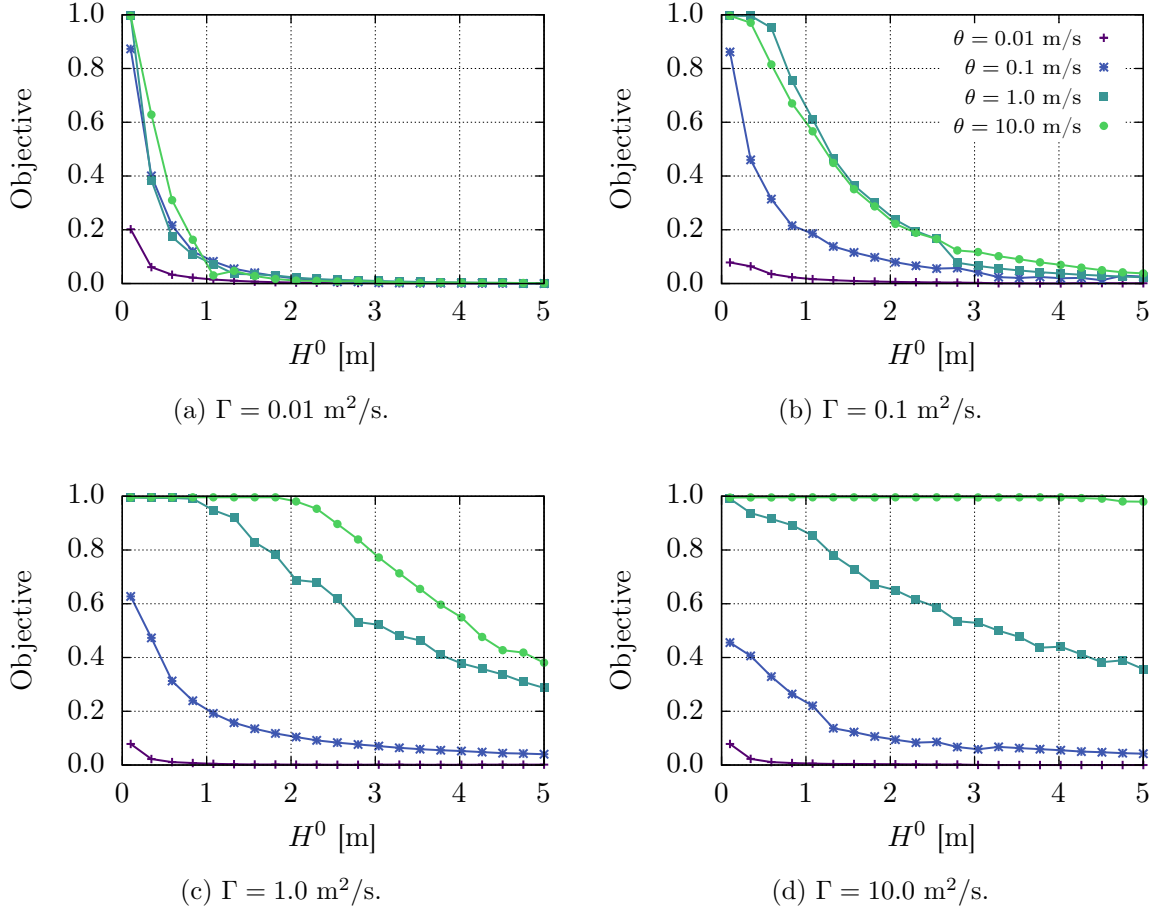 1.0
0.8
0.6
0.4
0.2
0.0
Objective
0 1 2 3 4 5
H⁰ [m]
(a) Γ = 0.01 m²/s.
1.0
0.8
0.6
0.4
0.2
0.0
Objective
θ = 0.01 m/s
θ = 0.1 m/s
θ = 1.0 m/s
θ = 10.0 m/s
0 1 2 3 4 5
H⁰ [m]
(b) Γ = 0.1 m²/s.
1.0
0.8
0.6
0.4
0.2
0.0
Objective
0 1 2 3 4 5
H⁰ [m]
(c) Γ = 1.0 m²/s.
1.0
0.8
0.6
0.4
0.2
0.0
Objective
0 1 2 3 4 5
H⁰ [m]
(d) Γ = 10.0 m²/s.